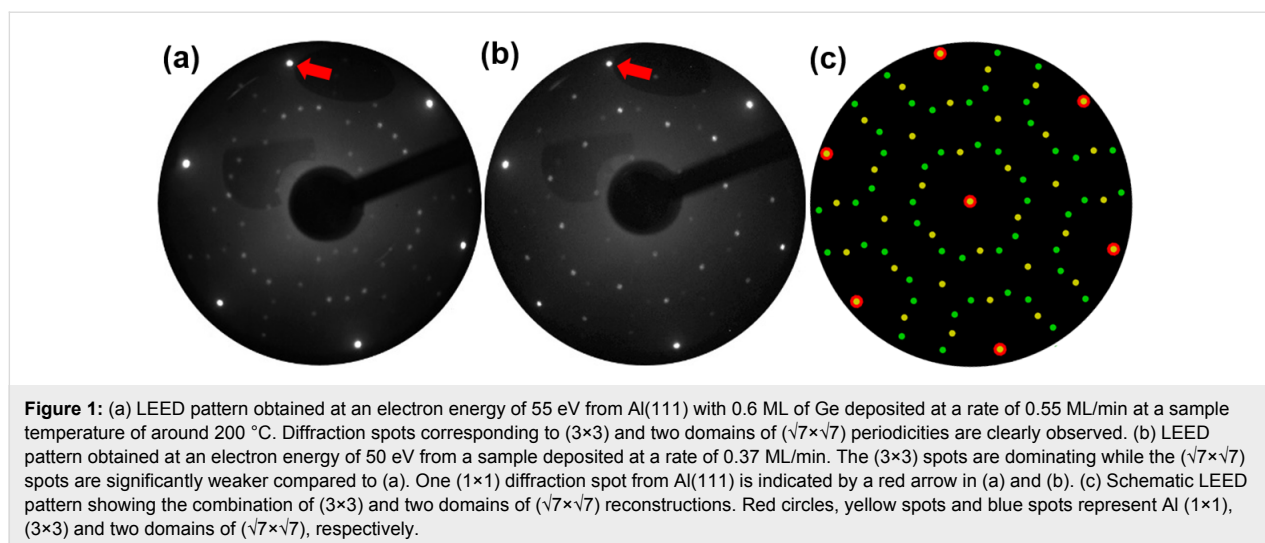 (a)
(b)
(c)
Figure 1: (a) LEED pattern obtained at an electron energy of 55 eV from Al(111) with 0.6 ML of Ge deposited at a rate of 0.55 ML/min at a sample
temperature of around 200 °C. Diffraction spots corresponding to (3×3) and two domains of (√7×√7) periodicities are clearly observed. (b) LEED
pattern obtained at an electron energy of 50 eV from a sample deposited at a rate of 0.37 ML/min. The (3×3) spots are dominating while the (√7×√7)
spots are significantly weaker compared to (a). One (1×1) diffraction spot from Al(111) is indicated by a red arrow in (a) and (b). (c) Schematic LEED
pattern showing the combination of (3×3) and two domains of (√7×√7) reconstructions. Red circles, yellow spots and blue spots represent Al (1×1),
(3×3) and two domains of (√7×√7), respectively.